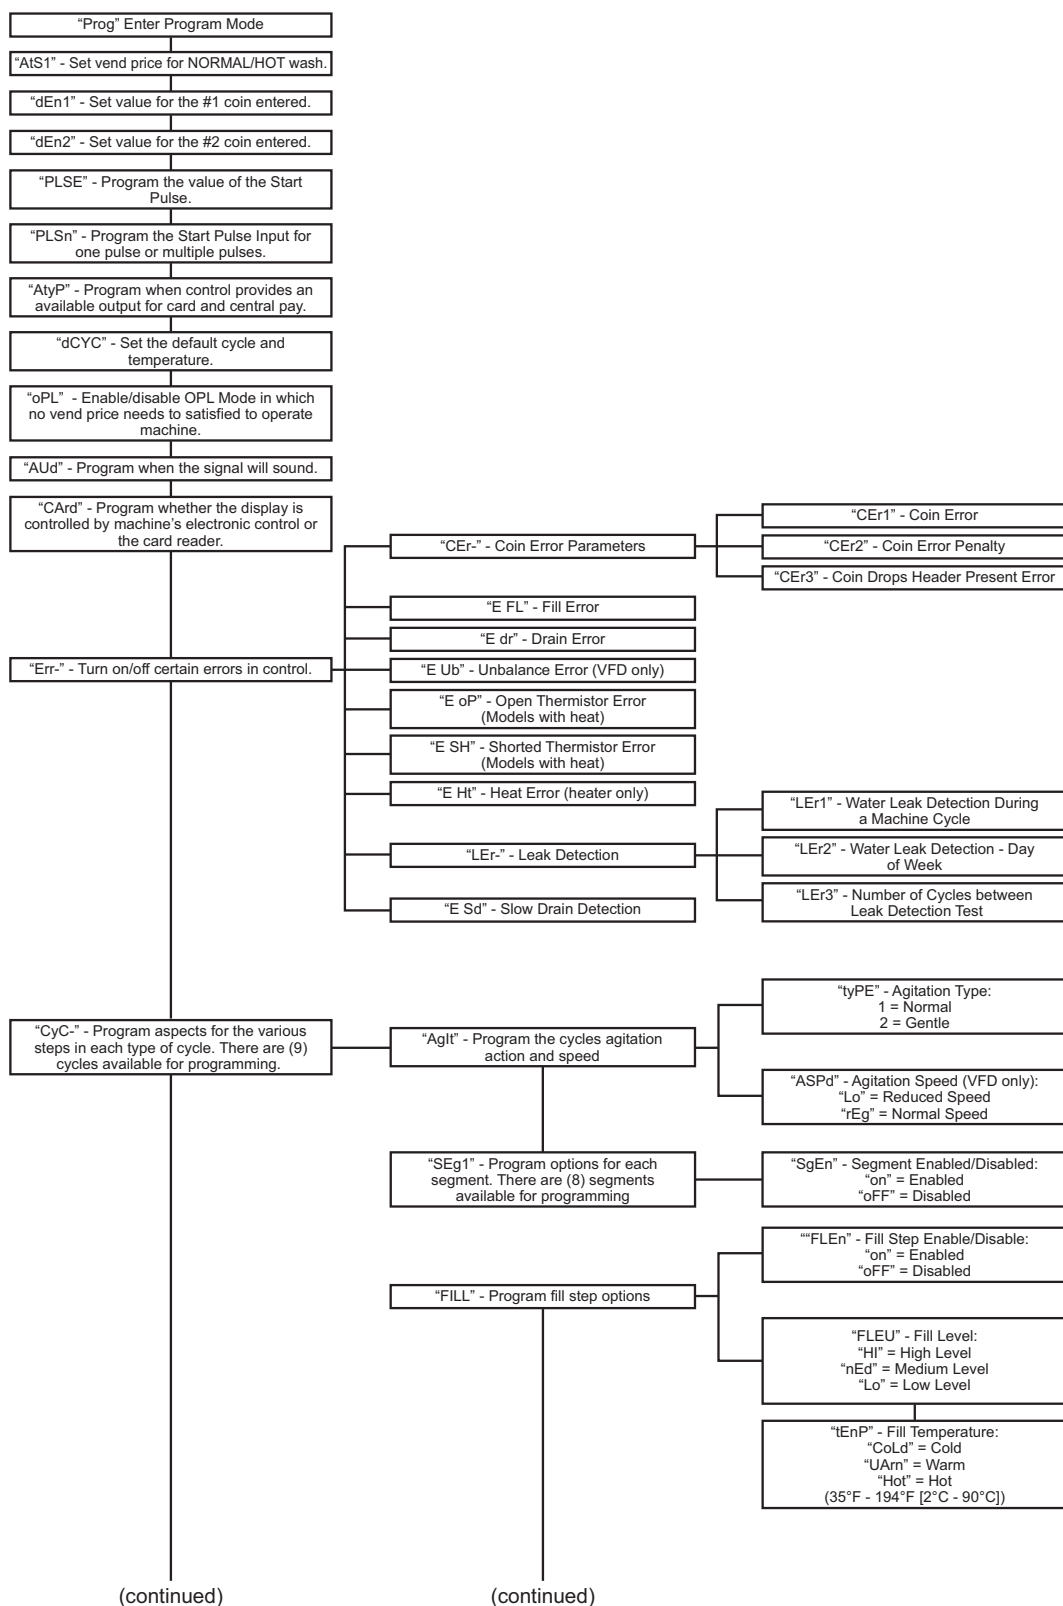 “Prog” Enter Program Mode
“AtS1” - Set vend price for NORMAL/HOT wash.
“dEn1” - Set value for the #1 coin entered.
“dEn2” - Set value for the #2 coin entered.
“PLSE” - Program the value of the Start
Pulse.
“PLSn” - Program the Start Pulse Input for
one pulse or multiple pulses.
“AtyP” - Program when control provides an
available output for card and central pay.
“dCYC” - Set the default cycle and
temperature.
“oPL”  - Enable/disable OPL Mode in which
no vend price needs to satisfied to operate
machine.
“AUd” - Program when the signal will sound.
“CArd” - Program whether the display is
controlled by machine’s electronic control or
the card reader.
“Err-” - Turn on/off certain errors in control.
“CEr-” - Coin Error Parameters
“CEr1” - Coin Error
“CEr2” - Coin Error Penalty
“CEr3” - Coin Drops Header Present Error
“E FL” - Fill Error
“E dr” - Drain Error
“E Ub” - Unbalance Error (VFD only)
“E oP” - Open Thermistor Error
(Models with heat)
“E SH” - Shorted Thermistor Error
(Models with heat)
“E Ht” - Heat Error (heater only)
“LEr-” - Leak Detection
“LEr1” - Water Leak Detection During
a Machine Cycle
“LEr2” - Water Leak Detection - Day
of Week
“LEr3” - Number of Cycles between
Leak Detection Test
“E Sd” - Slow Drain Detection
“CyC-” - Program aspects for the various
steps in each type of cycle. There are (9)
cycles available for programming.
“AgIt” - Program the cycles agitation
action and speed
“tyPE” - Agitation Type:
1 = Normal
2 = Gentle
“ASPd” - Agitation Speed (VFD only):
“Lo” = Reduced Speed
“rEg” = Normal Speed
“SEg1” - Program options for each
segment. There are (8) segments
available for programming
“SgEn” - Segment Enabled/Disabled:
“on” = Enabled
“oFF” = Disabled
“FILL” - Program fill step options
““FLEn” - Fill Step Enable/Disable:
“on” = Enabled
“oFF” = Disabled
“FLEU” - Fill Level:
“HI” = High Level
“nEd” = Medium Level
“Lo” = Low Level
“tEnP” - Fill Temperature:
“CoLd” = Cold
“UArn” = Warm
“Hot” = Hot
(35°F - 194°F [2°C - 90°C])
(continued)
(continued)